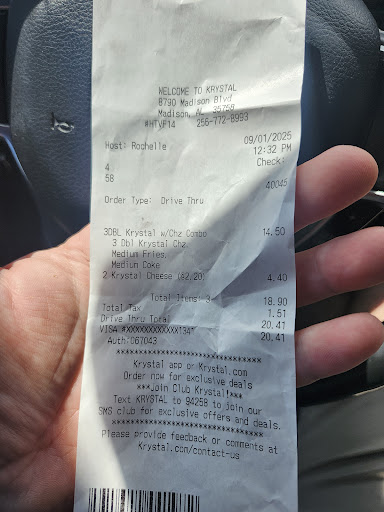 WELCOME TO KRYSTAL
8790 Madison Blvd
Madison, AL 35758
#HTVF14 256-772-8993
09/01/2025
Host: Rochelle 12:32 PM
Check:
4
58
40045
Order Type: Drive Thru
3DBL Krystal w/Chz Combo 14.50
3 Dbl Krystal Chz.
Medium Fries.
Medium Coke
2 Krystal Cheese (@2.20) 4.40
Total Items: 3 18.90
Total Tax 1.51
Drive Thru Total 20.41
VISA 20.41
Auth:067043
*********************************
Krystal app or Krystal.com
Order now for exclusive deals
***Join Club Krystal!***
Text KRYSTAL to 94258 to join our
SMS club for exclusive offers and deals.
*********************************
Please provide feedback or comments at
Krystal.com/contact-us